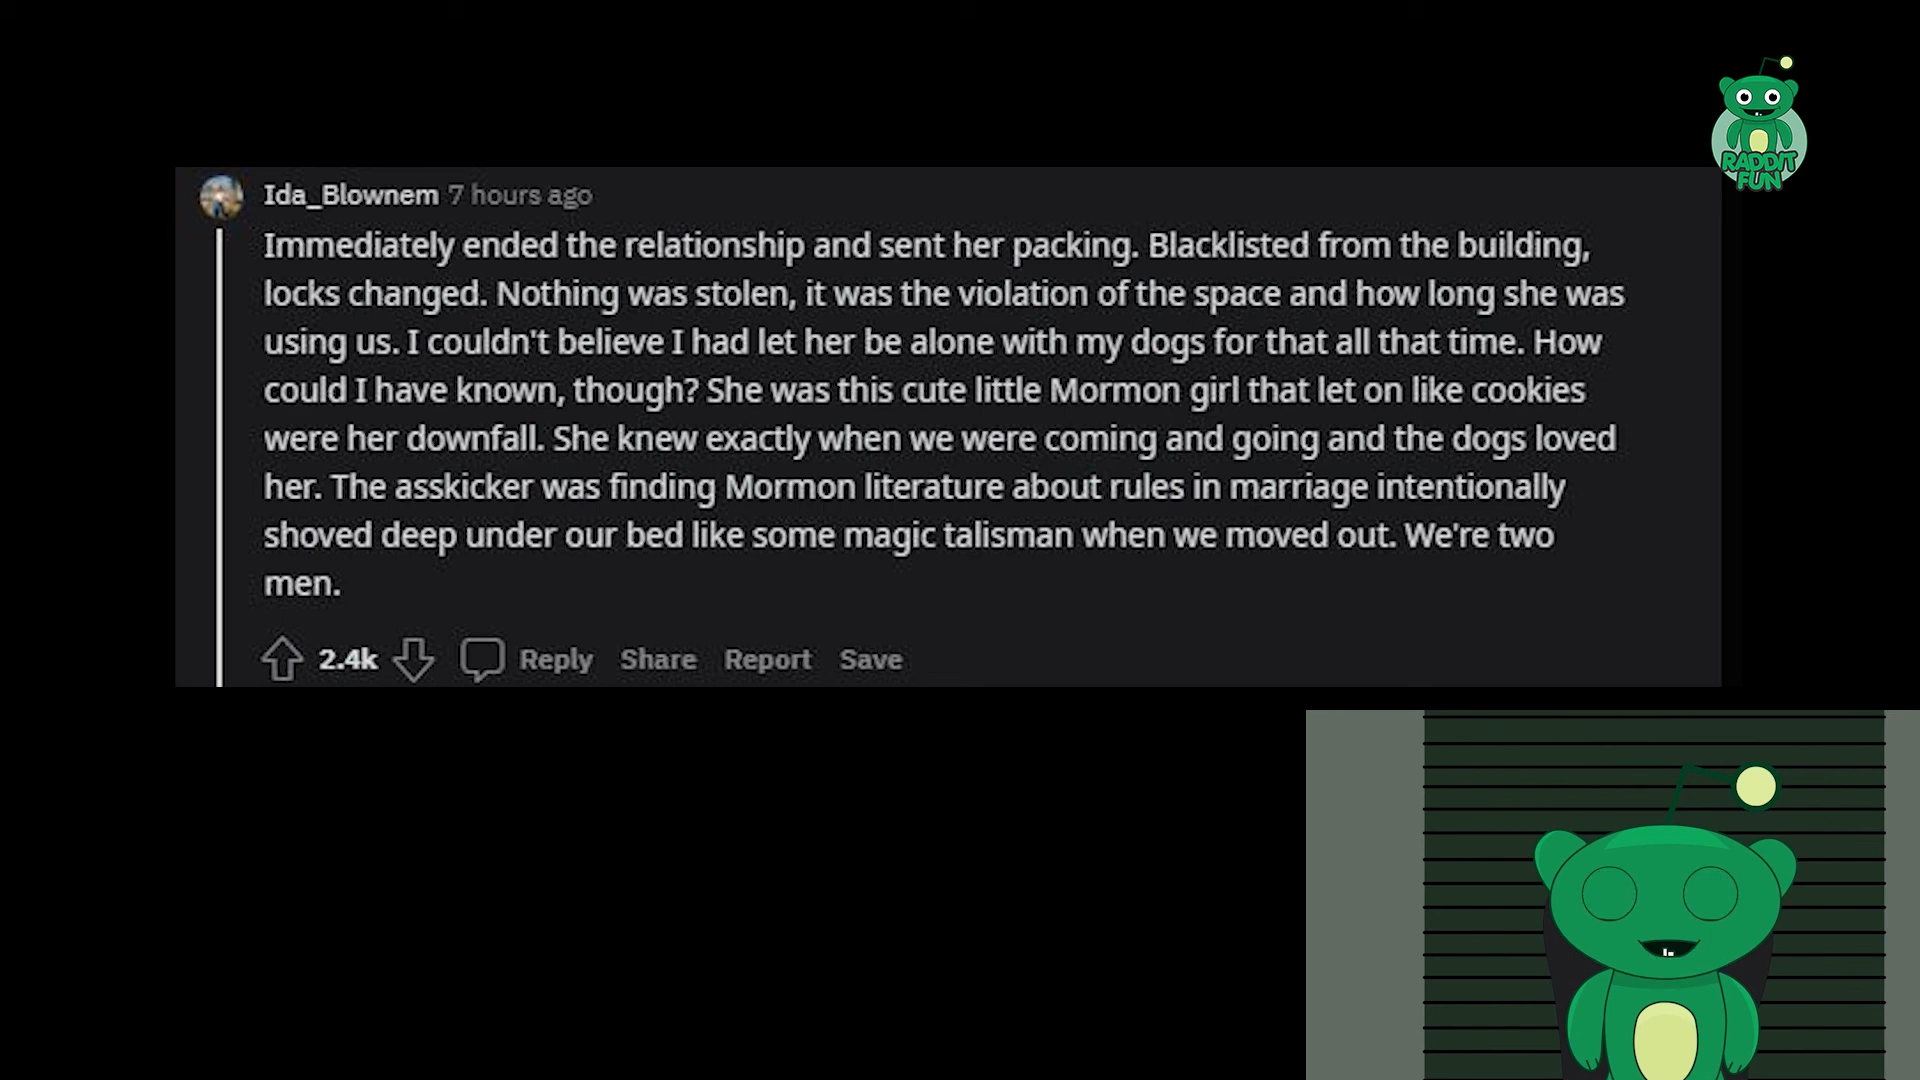 RADDIT
FUN
Ida_Blownem 7 hours ago
Immediately ended the relationship and sent her packing. Blacklisted from the building,
locks changed. Nothing was stolen, it was the violation of the space and how long she was
using us. I couldn't believe I had let her be alone with my dogs for that all that time. How
could I have known, though? She was this cute little Mormon girl that let on like cookies
were her downfall. She knew exactly when we were coming and going and the dogs loved
her. The asskicker was finding Mormon literature about rules in marriage intentionally
shoved deep under our bed like some magic talisman when we moved out. We're two
men.
2.4k Reply Share Report Save